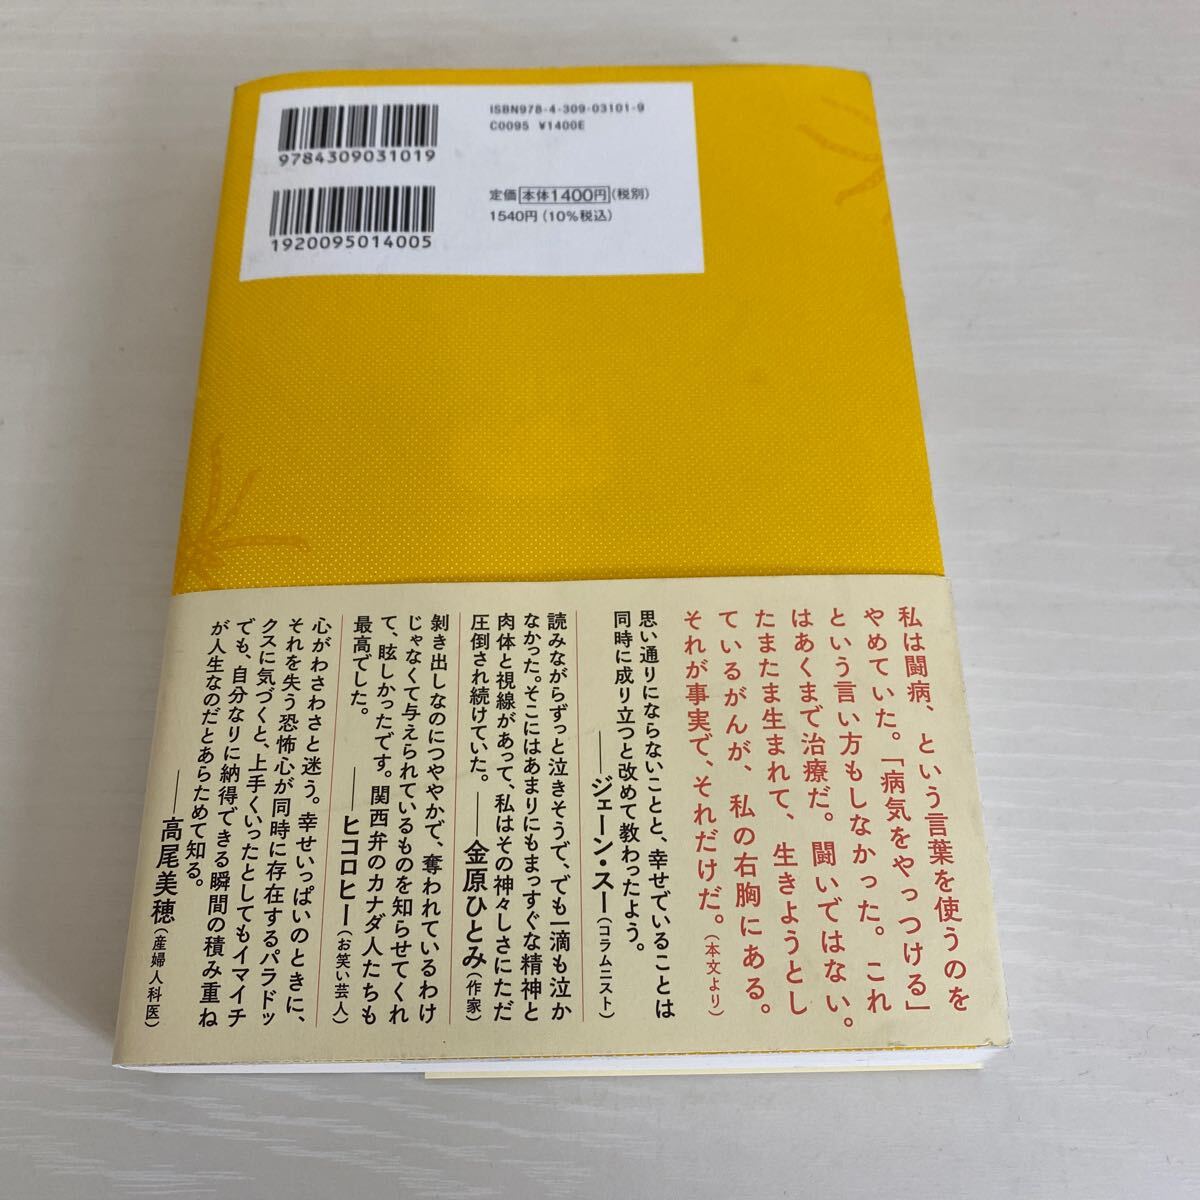 ISBN978-4-309-03101-9
C0095 ¥1400E
9784309031019
定価 本体1400円(税別)
1540円(10%税込)
1920095014005
私は闘病、という言葉を使うのを
やめていた。「病気をやっつける」
という言い方もしなかった。これ
はあくまで治療だ。闘いではない。
たまたま生まれて、生きようとし
ているがんが、私の右胸にある。
それが事実で、それだけだ。(本文より)
思い通りにならないことと、幸せでいることは
同時に成り立つと改めて教わったよう。
——ジェーン・スー(コラムニスト)
読みながらずっと泣きそうで、でも一滴も泣か
なかった。そこにはあまりにもまっすぐな精神と
肉体と視線があって、私はその神々しさにただ
圧倒され続けていた。——金原ひとみ(作家)
剝き出しなのにつややかで、奪われているわけ
じゃなくて与えられているものを知らせてくれ
て、眩しかったです。関西弁のカナダ人たちも
最高でした。——ヒコロヒー(お笑い芸人)
心がわさわさと迷う。幸せいっぱいのときに、
それを失う恐怖心が同時に存在するパラドッ
クスに気づくと、上手くいったとしてもイマイチ
でも、自分なりに納得できる瞬間の積み重ね
が人生なのだとあらためて知る。
——高尾美穂(産婦人科医)